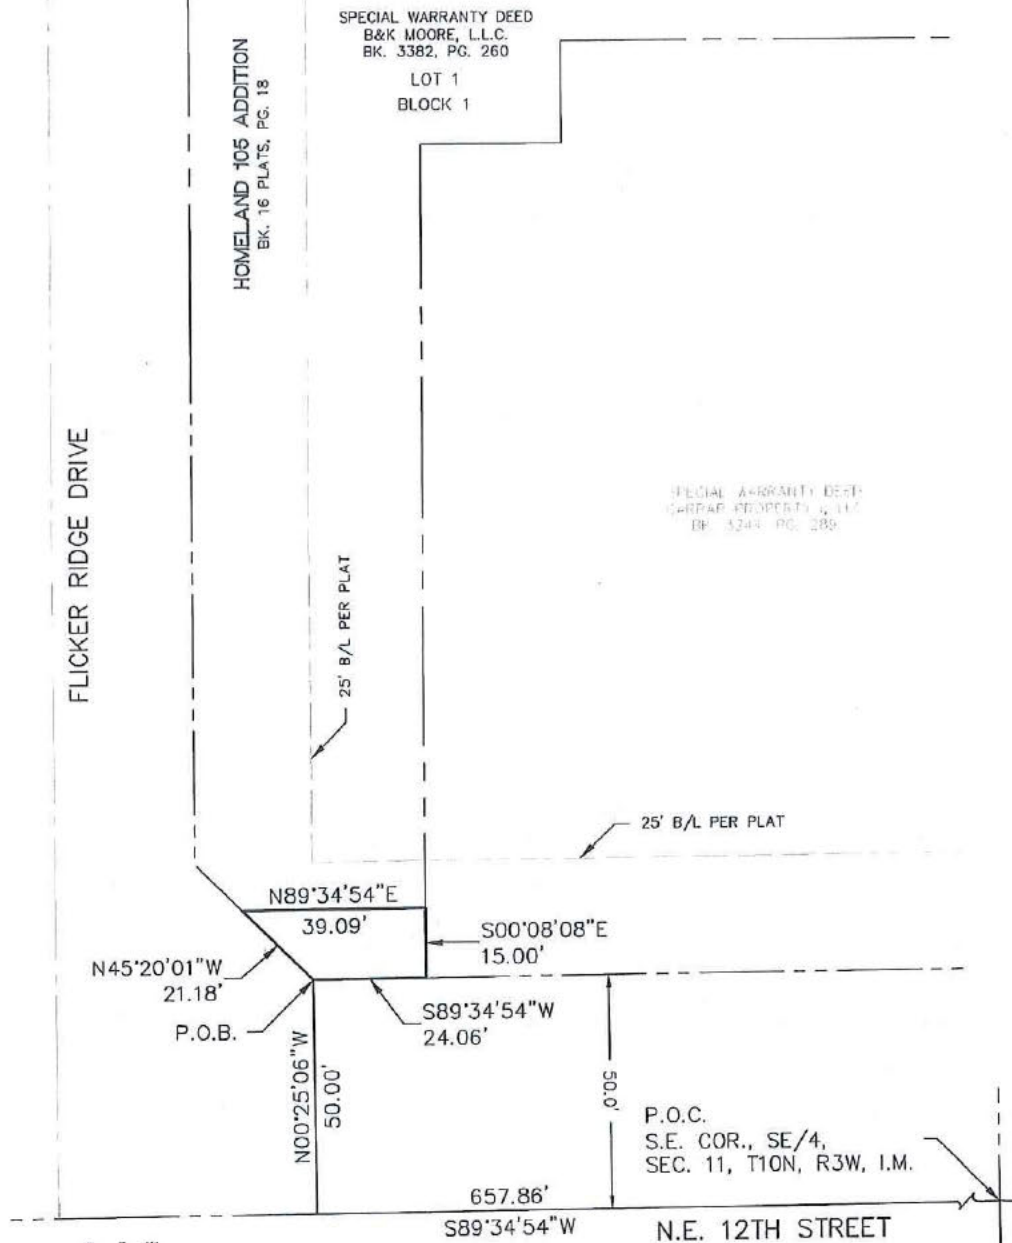 SPECIAL WARRANTY DEED
B&K MOORE, L.L.C.
BK. 3382, PG. 260
LOT 1
BLOCK 1
HOMELAND 105 ADDITION
BK. 16 PLATS, PG. 18
FLICKER RIDGE DRIVE
SPECIAL WARRANTY DEED
PG. 289
25' B/L PER PLAT
25' B/L PER PLAT
N89°34'54"E
39.09'
S00°08'08"E
15.00'
N45°20'01"W
21.18'
P.O.B.
S89°34'54"W
24.06'
N00°25'06"W
50.00'
50.0'
P.O.C.
S.E. COR., SE/4,
SEC. 11, T10N, R3W, I.M.
657.86'
S89°34'54"W
N.E. 12TH STREET